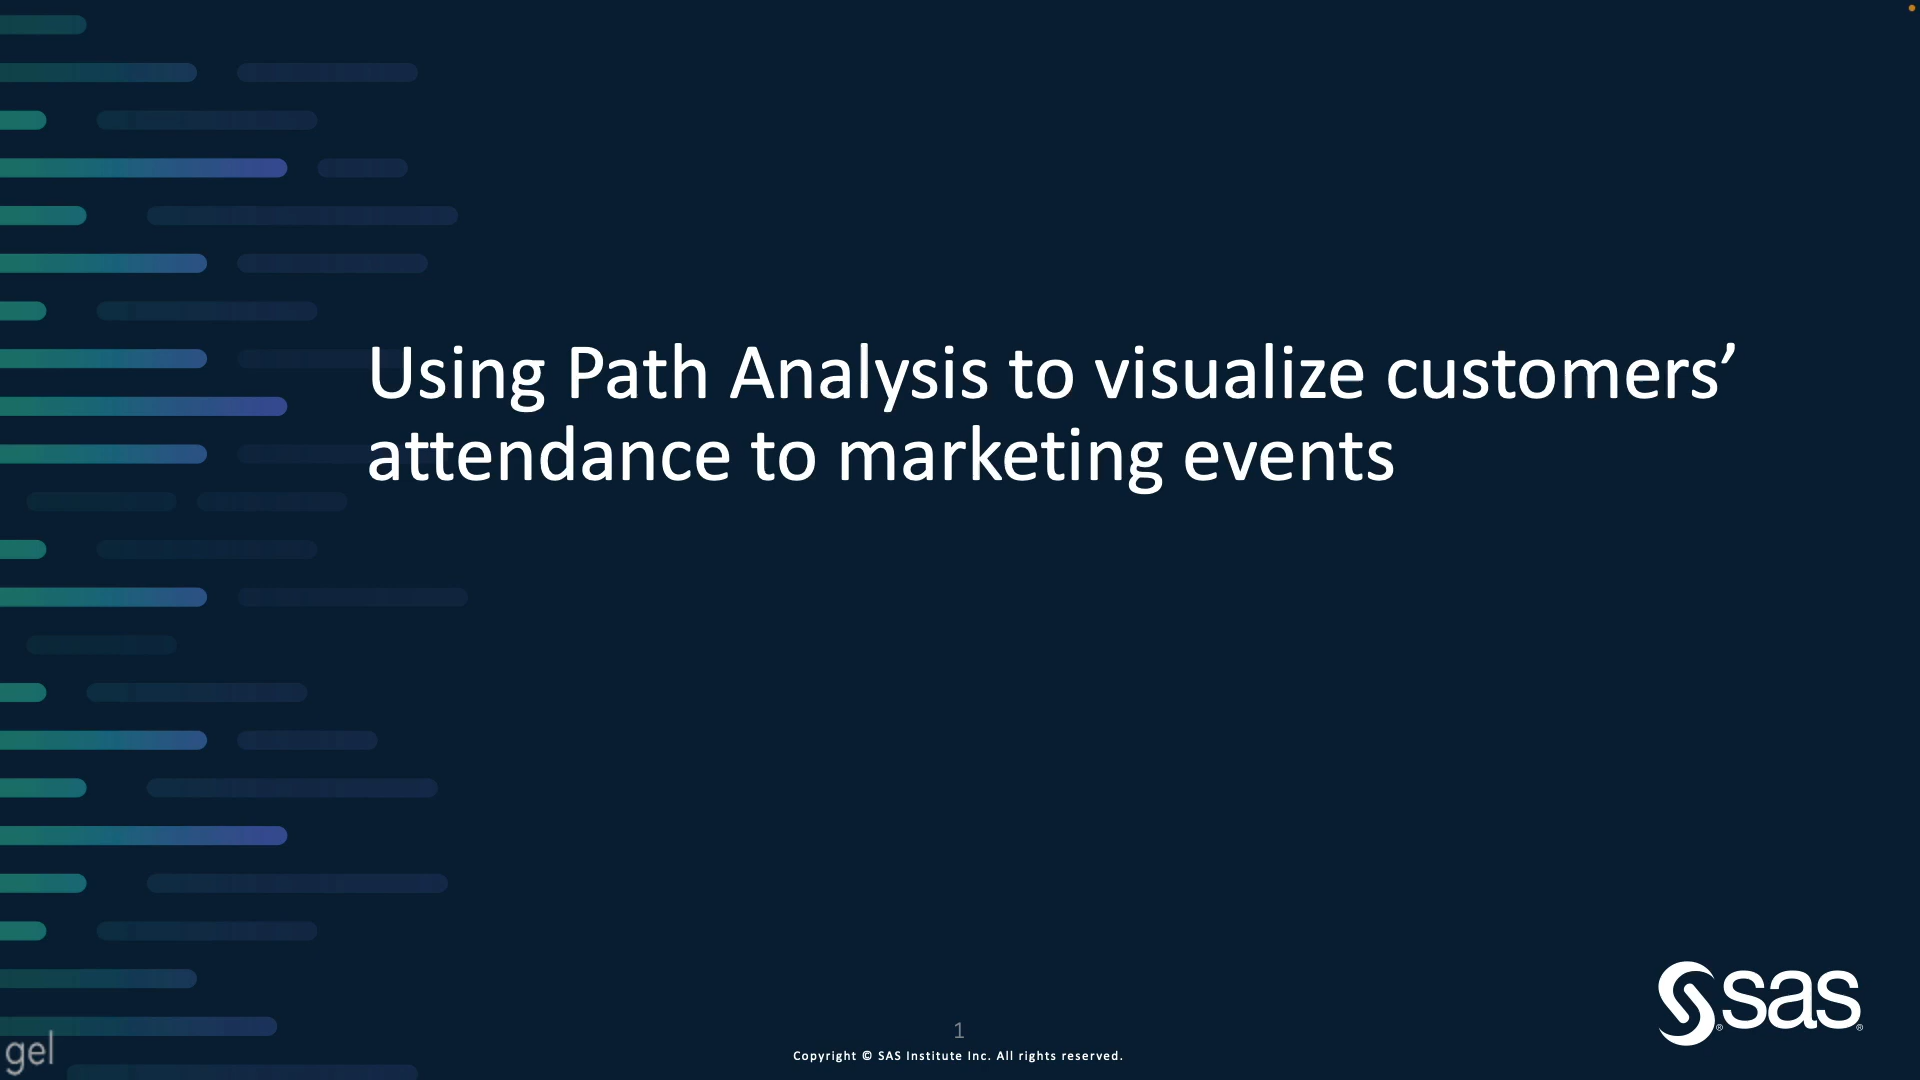 Using Path Analysis to visualize customers’
attendance to marketing events
sas
1
gel
Copyright © SAS Institute Inc. All rights reserved.